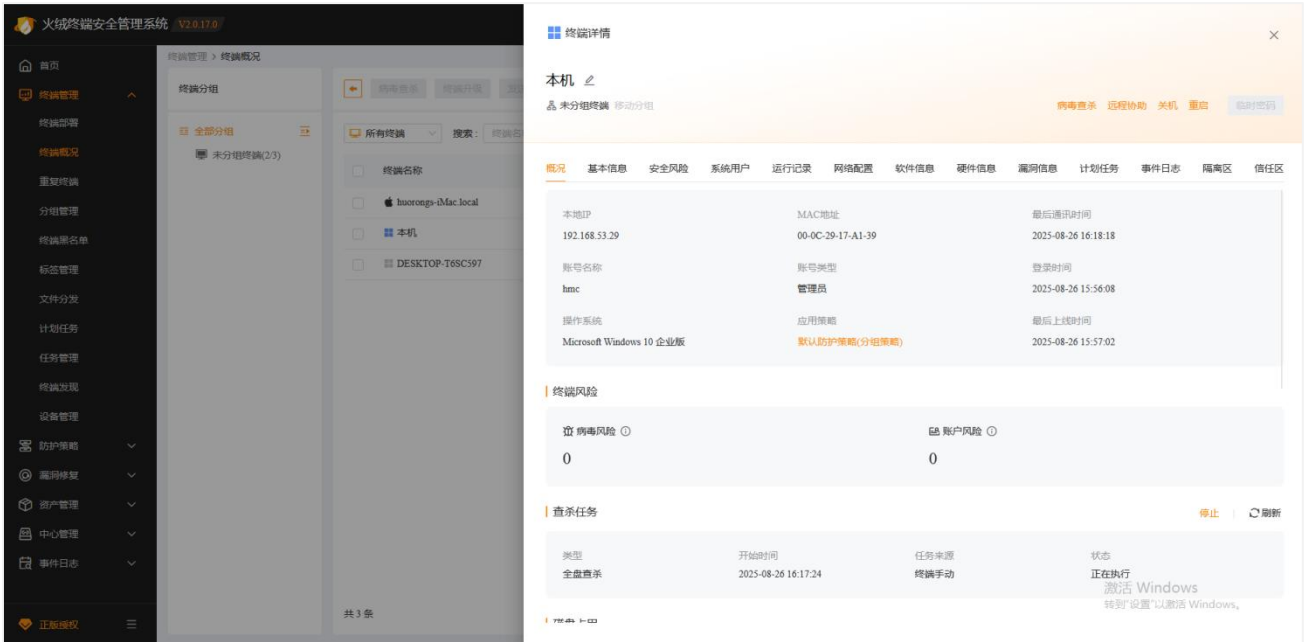 火绒终端安全管理系统 V2.0.17.0
首页
终端管理
终端部署
终端概况
重复终端
分组管理
终端黑名单
标签管理
文件分发
计划任务
任务管理
终端发现
设备管理
防护策略
漏洞修复
资产管理
中心管理
事件日志
正版授权
终端管理 > 终端概况
终端分组
全部分组
未分组终端(2/3)
病毒查杀 终端升级
所有终端 搜索: 终端名
终端名称
huorongs-iMac.local
本机
DESKTOP-T6SC597
共 3 条
终端详情
本机
未分组终端 移动分组
病毒查杀 远程协助 关机 重启 临时密码
概况 基本信息 安全风险 系统用户 运行记录 网络配置 软件信息 硬件信息 漏洞信息 计划任务 事件日志 隔离区 信任区
本地IP MAC地址 最后通讯时间
192.168.53.29 00-0C-29-17-A1-39 2025-08-26 16:18:18
账号名称 账号类型 登录时间
hmc 管理员 2025-08-26 15:56:08
操作系统 应用策略 最后上线时间
Microsoft Windows 10 企业版 默认防护策略(分组策略) 2025-08-26 15:57:02
终端风险
病毒风险 账户风险
0 0
查杀任务 停止 刷新
类型 开始时间 任务来源 状态
全盘查杀 2025-08-26 16:17:24 终端手动 正在执行
激活 Windows
转到"设置"以激活 Windows。